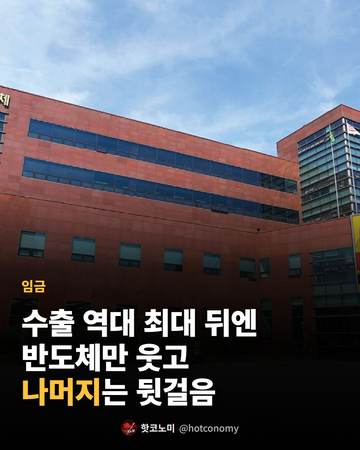 체
임금
수출 역대 최대 뒤엔
반도체만 웃고
나머지는 뒷걸음
핫코노미 @hotconomy